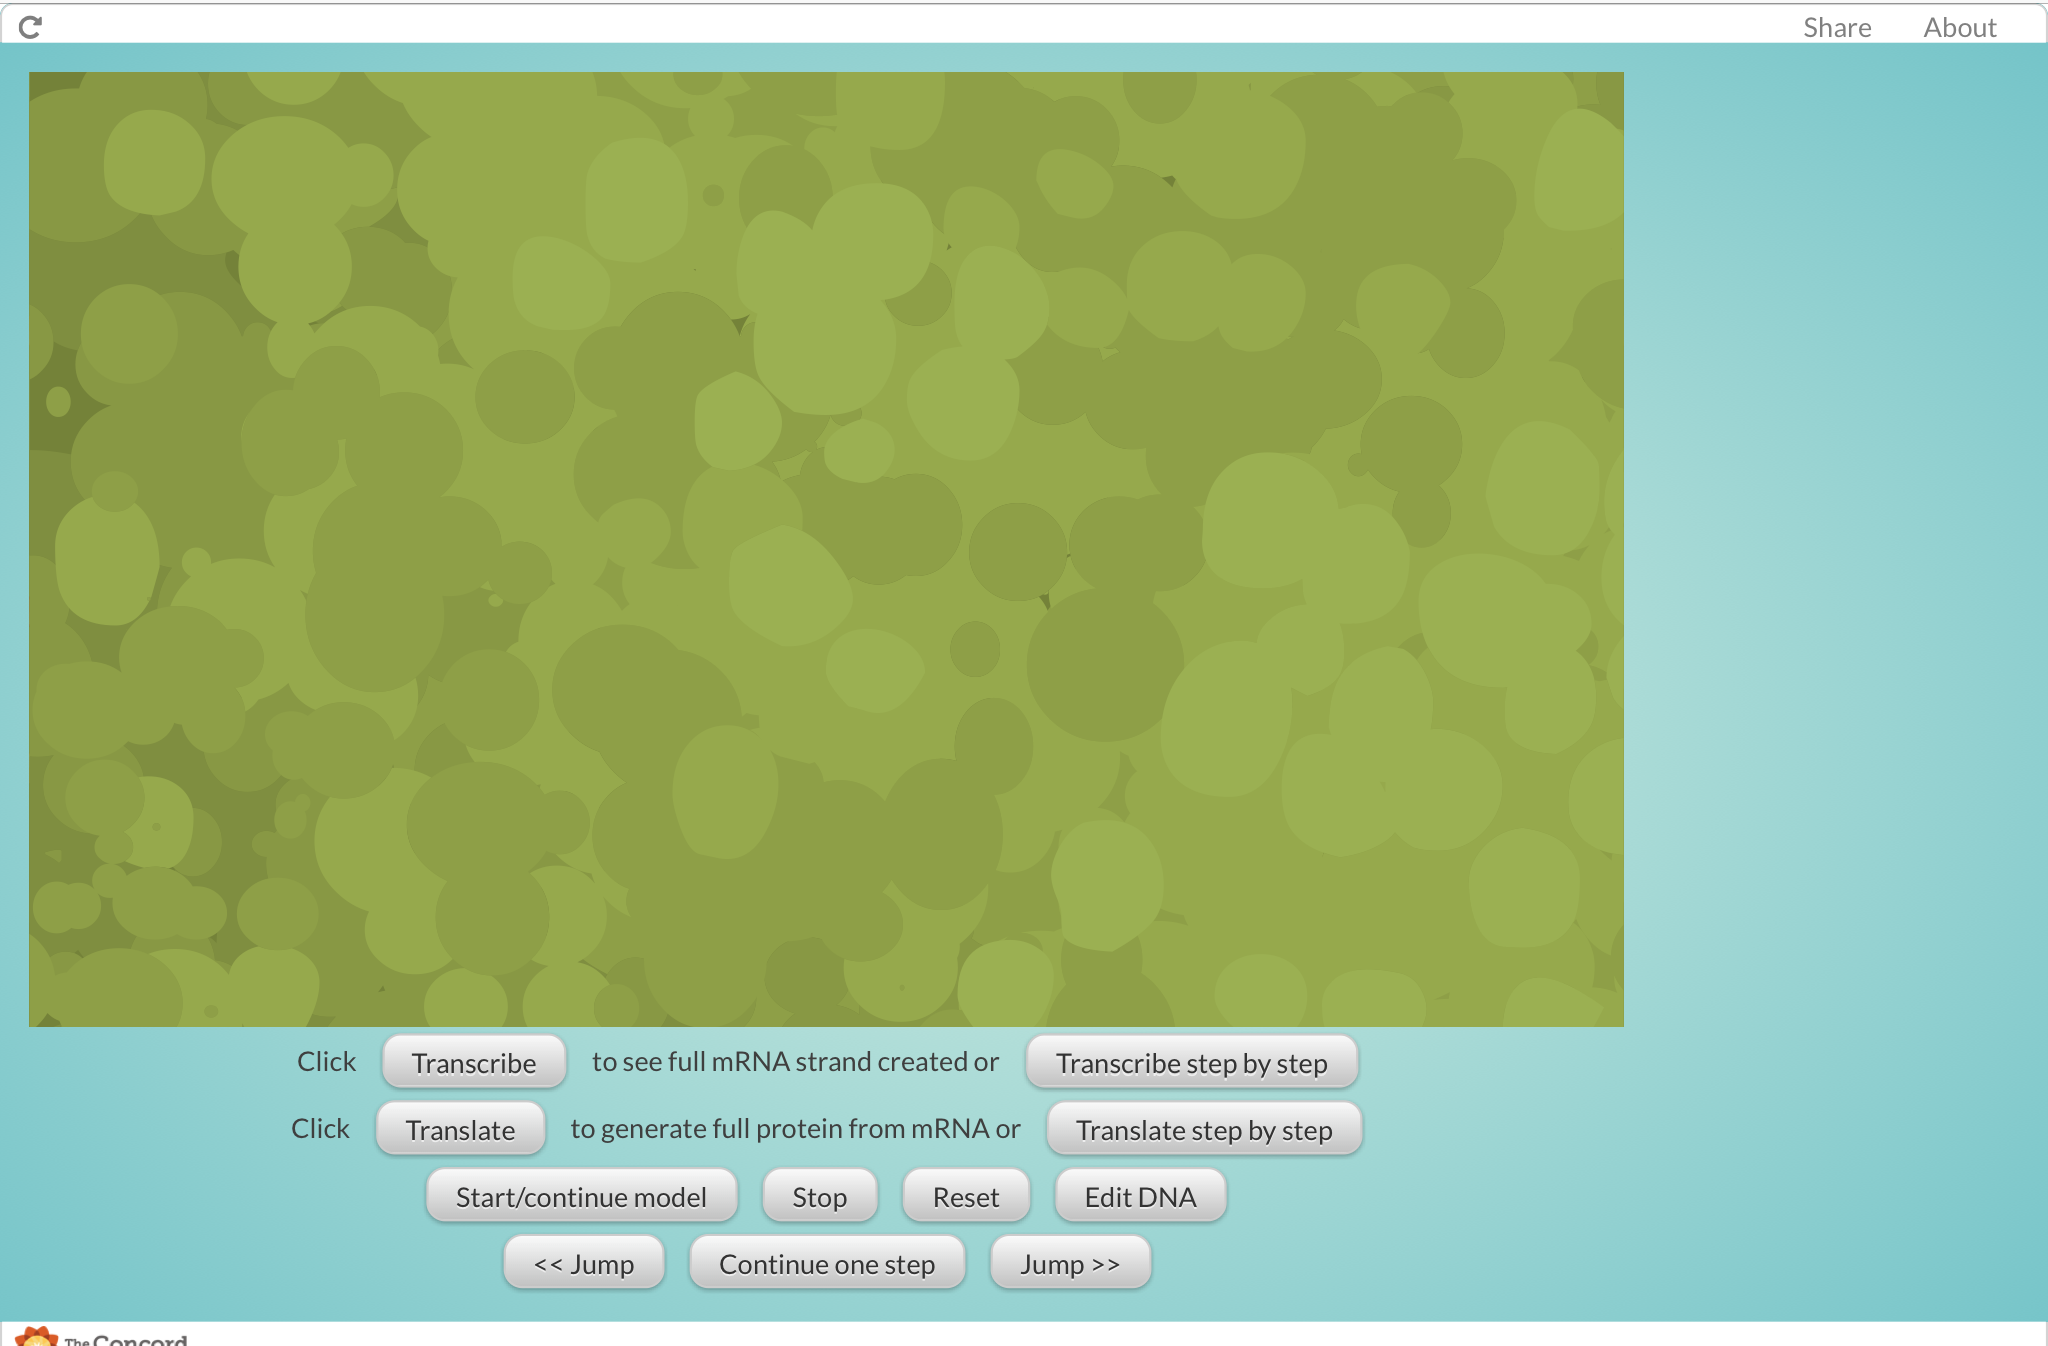 Share About
Click Transcribe to see full mRNA strand created or Transcribe step by step
Click Translate to generate full protein from mRNA or Translate step by step
Start/continue model Stop Reset Edit DNA
<< Jump Continue one step Jump >>
The Concord